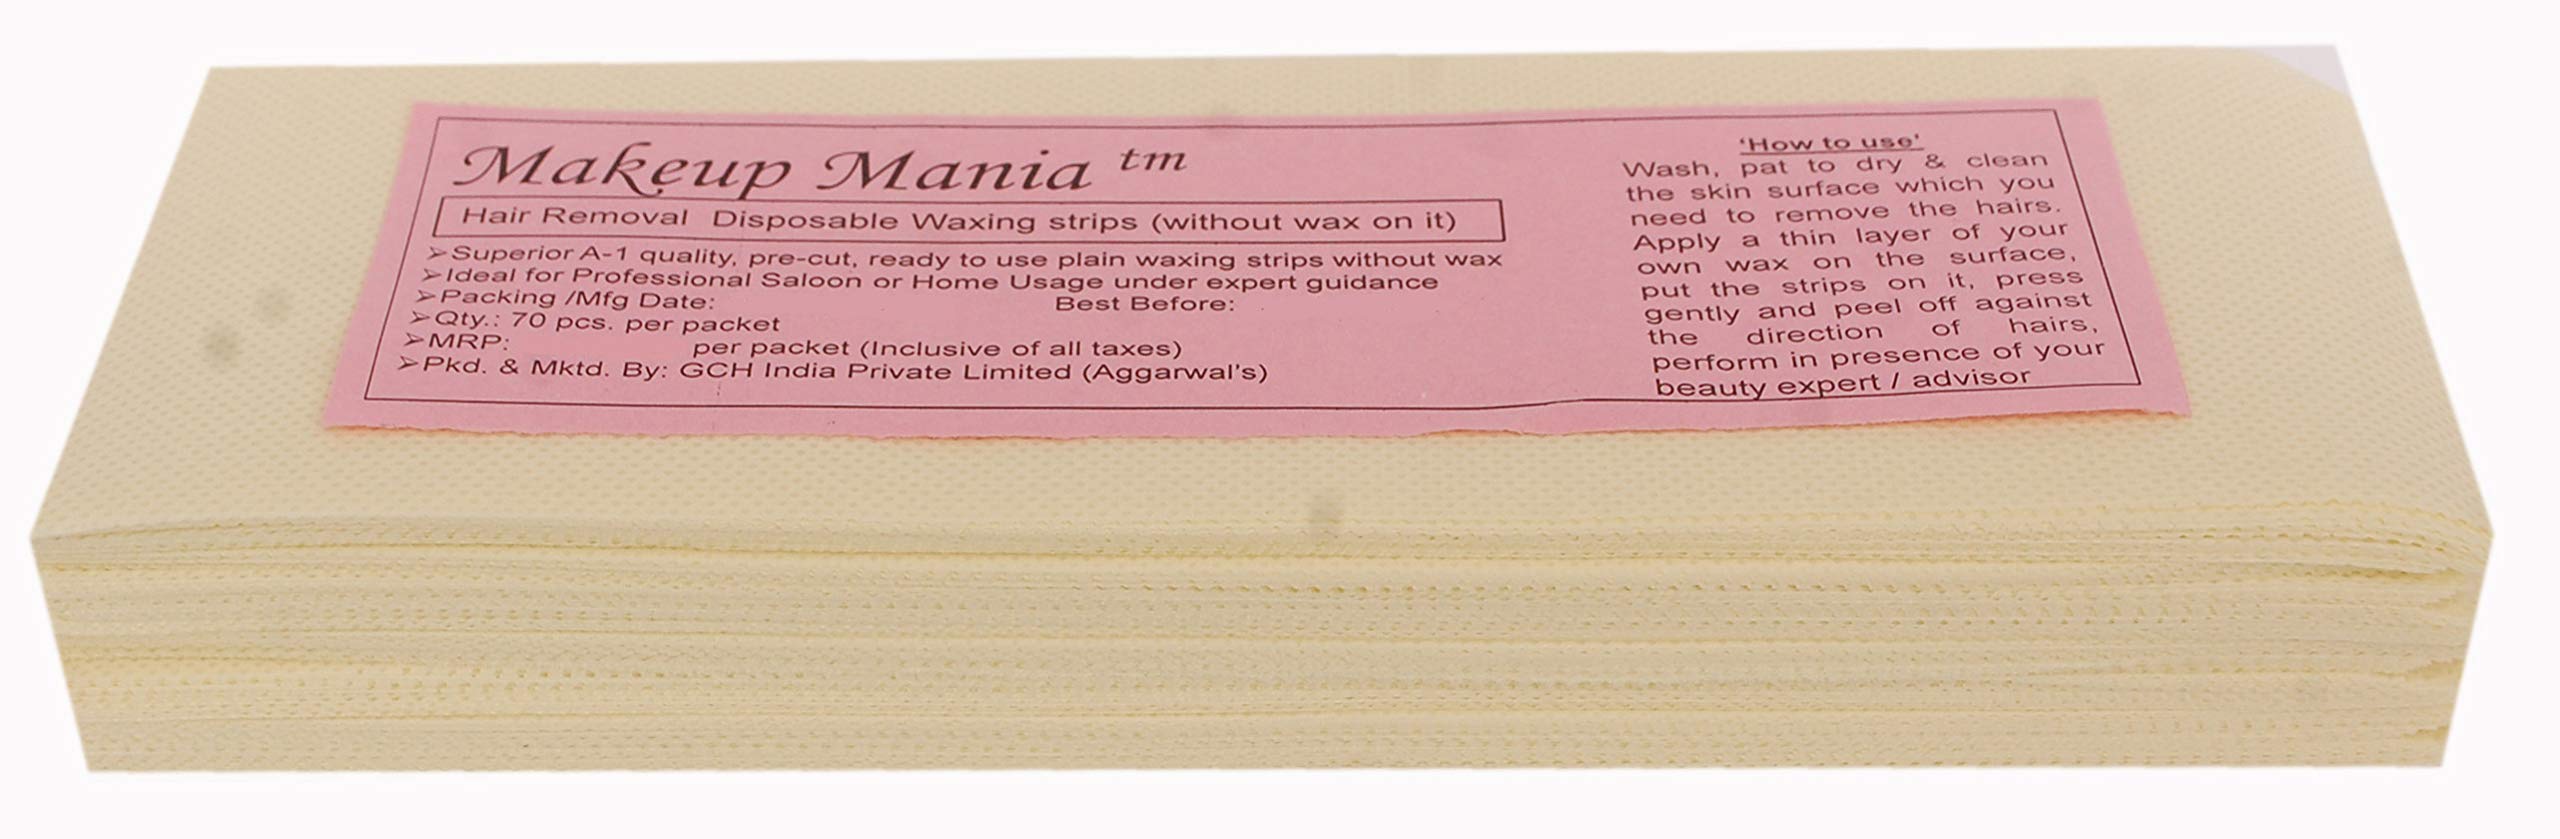 Makeup Mania tm
Hair Removal Disposable Waxing strips (without wax on it)
➢Superior A-1 quality, pre-cut, ready to use plain waxing strips without wax
➢Ideal for Professional Saloon or Home Usage under expert guidance
➢Packing /Mfg Date: Best Before:
➢Qty.: 70 pcs. per packet
➢MRP: per packet (Inclusive of all taxes)
➢Pkd. & Mktd. By: GCH India Private Limited (Aggarwal's)
‘How to use’
Wash, pat to dry & clean
the skin surface which you
need to remove the hairs.
Apply a thin layer of your
own wax on the surface,
put the strips on it, press
gently and peel off against
the direction of hairs,
perform in presence of your
beauty expert / advisor